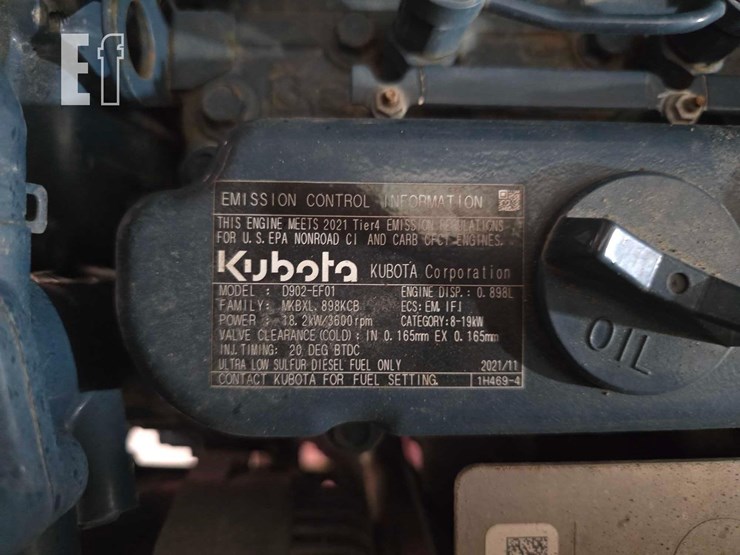 Ef
EMISSION CONTROL INFORMATION
THIS ENGINE MEETS 2021 Tier4 EMISSION REGULATIONS
FOR U.S. EPA NONROAD CI AND CARB OFCI ENGINES.
Kubota KUBOTA Corporation
MODEL : D902-EF01 ENGINE DISP.: 0.898L
FAMILY: MKBXL.898KCB ECS: EM, IFI
POWER : 18.2kW/3600rpm CATEGORY: 8-19kW
VALVE CLEARANCE (COLD): IN 0.165mm EX 0.165mm
INJ. TIMING: 20 DEG BTDC
ULTRA LOW SULFUR DIESEL FUEL ONLY 2021/11
CONTACT KUBOTA FOR FUEL SETTING. 1H469-4
OIL